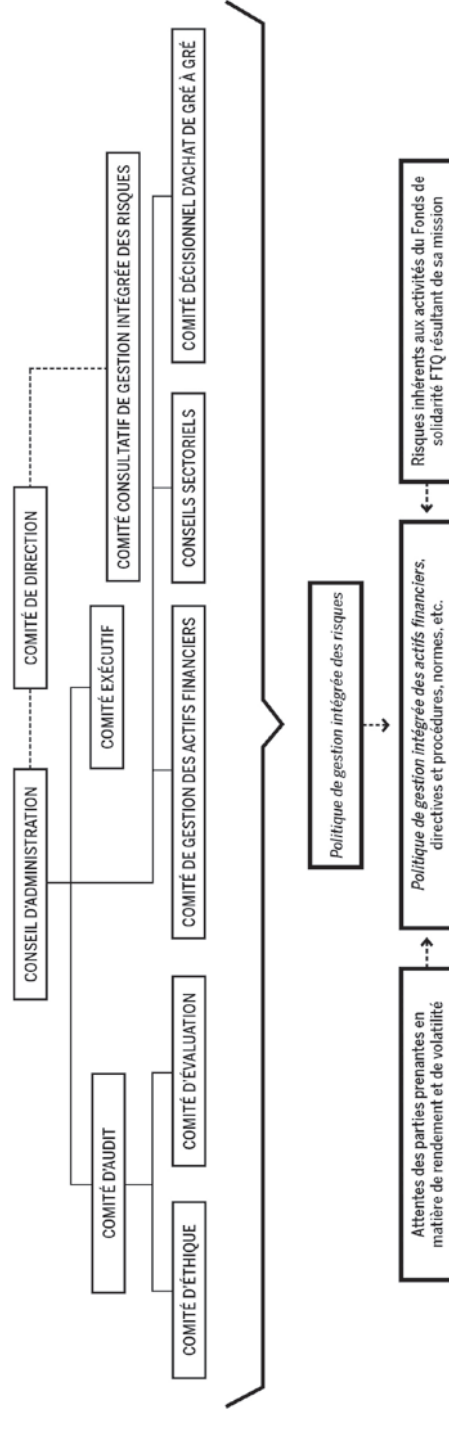 CONSEIL D'ADMINISTRATION
COMITÉ DE DIRECTION
COMITÉ D'AUDIT
COMITÉ EXÉCUTIF
COMITÉ CONSULTATIF DE GESTION INTÉGRÉE DES RISQUES
COMITÉ D'ÉTHIQUE
COMITÉ D'ÉVALUATION
COMITÉ DE GESTION DES ACTIFS FINANCIERS
CONSEILS SECTORIELS
COMITÉ DÉCISIONNEL D'ACHAT DE GRÉ À GRÉ
Politique de gestion intégrée des risques
Attentes des parties prenantes en
matière de rendement et de volatilité
Politique de gestion intégrée des actifs financiers,
directives et procédures, normes, etc.
Risques inhérents aux activités du Fonds de
solidarité FTQ résultant de sa mission